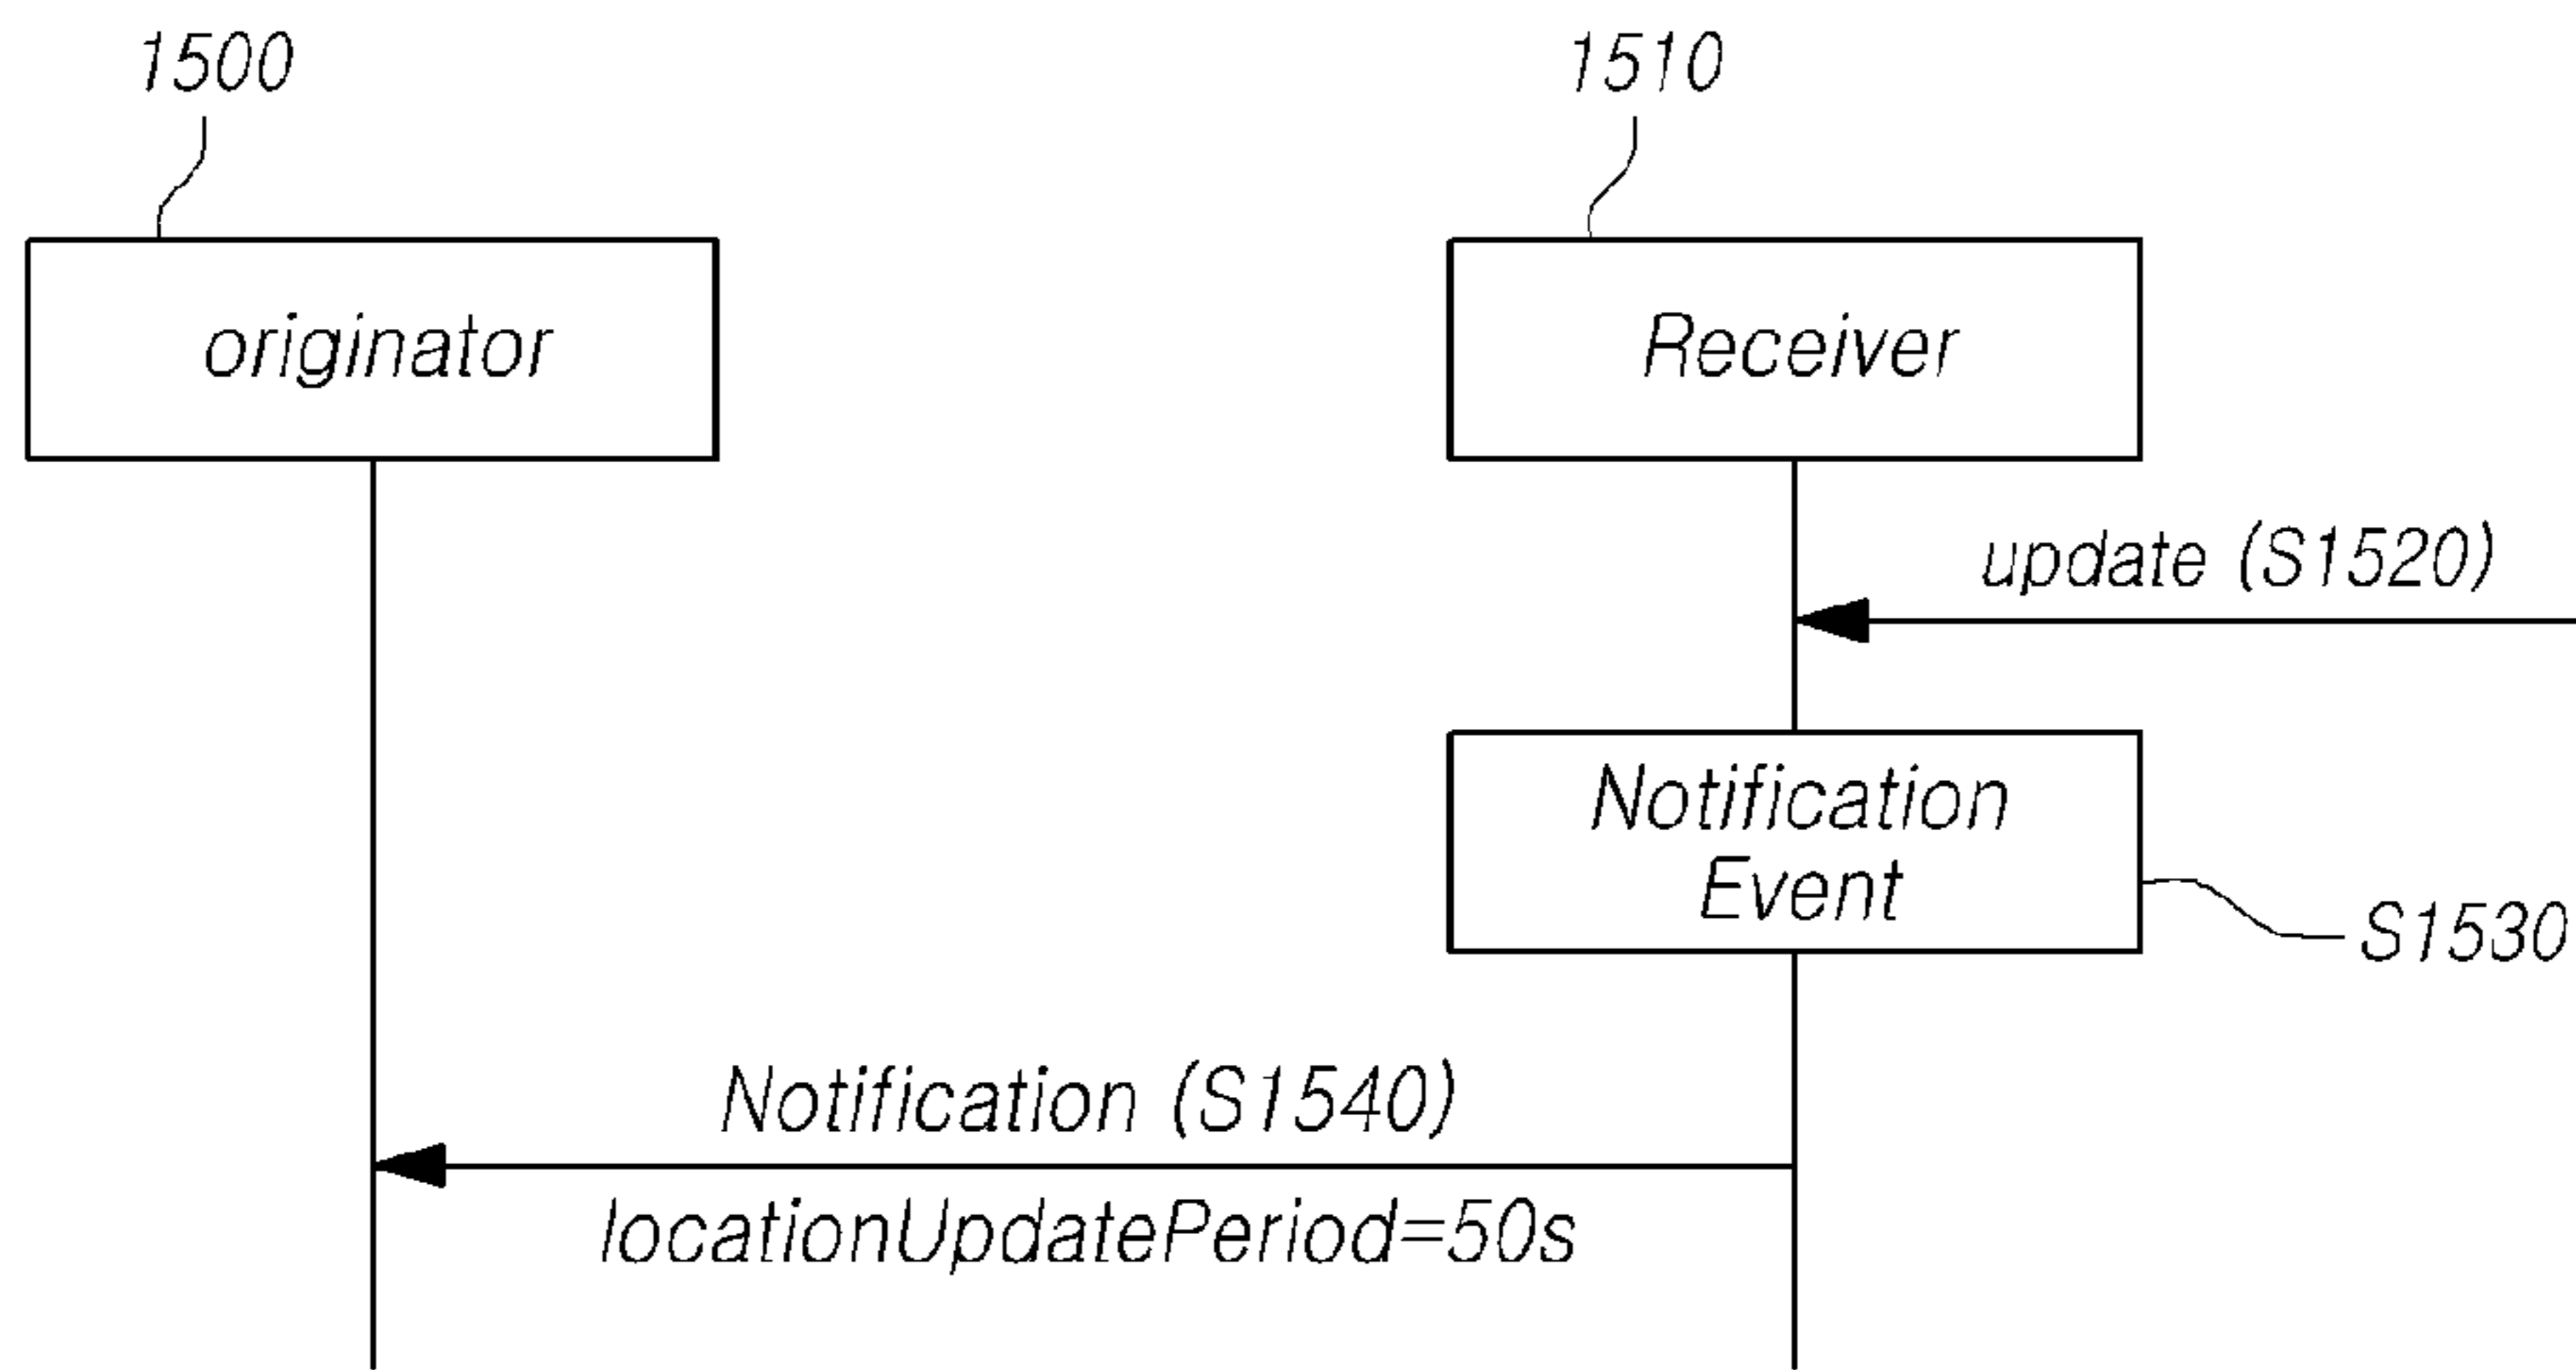 1500
1510
originator
Receiver
update (S1520)
Notification
Event
S1530
Notification (S1540)
locationUpdatePeriod=50s